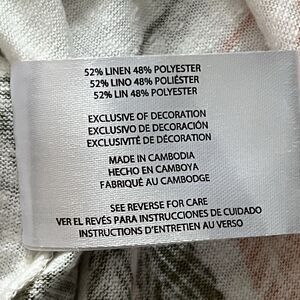 52% LINEN 48% POLYESTER
52% LINO 48% POLIÉSTER
52% LIN 48% POLYESTER
EXCLUSIVE OF DECORATION
EXCLUSIVO DE DECORACIÓN
EXCLUSIVITÉ DE DÉCORATION
MADE IN CAMBODIA
HECHO EN CAMBOYA
FABRIQUÉ AU CAMBODGE
SEE REVERSE FOR CARE
VER EL REVÉS PARA INSTRUCCIONES DE CUIDADO
INSTRUCTIONS D'ENTRETIEN AU VERSO